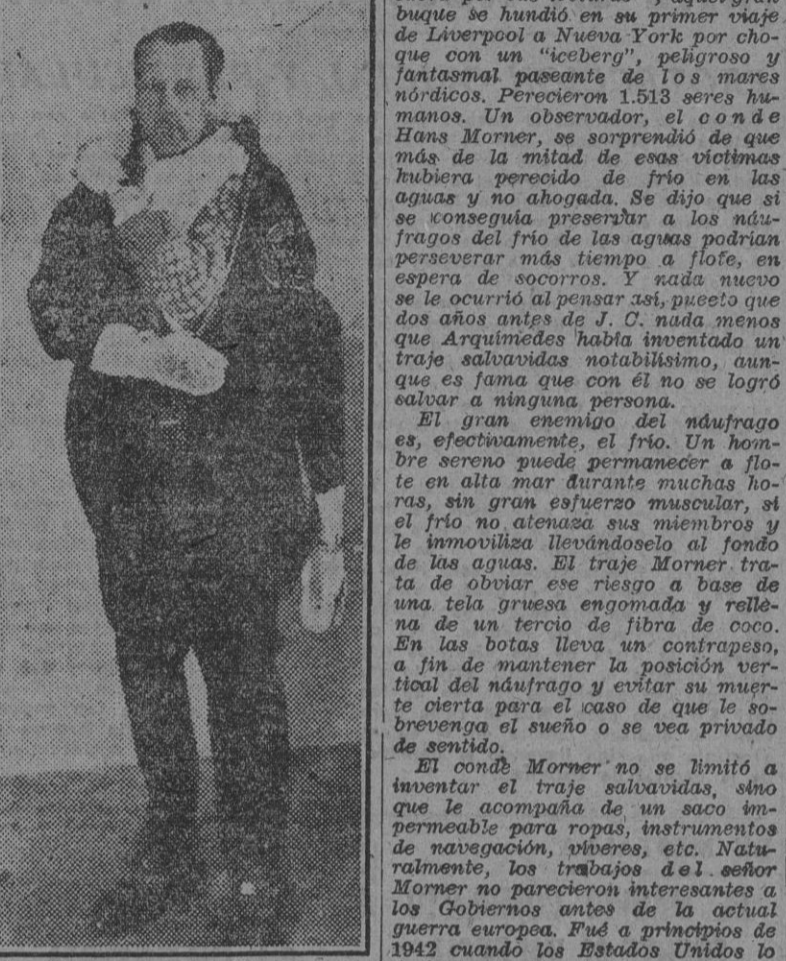 buque se hundió en su primer viaje
de Liverpool a Nueva York por cho-
que con un "iceberg", peligroso y
fantasmal paseante de los mares
nórdicos. Perecieron 1.513 seres hu-
manos. Un observador, el conde
Hans Morner, se sorprendió de que
más de la mitad de esas víctimas
hubiera perecido de frío en las
aguas y no ahogada. Se dijo que si
se conseguía preservar a los náu-
fragos del frío de las aguas podrían
perseverar más tiempo a flote, en
espera de socorros. Y nada nuevo
se le ocurrió al pensar así, pueeto que
dos años antes de J. C. nada menos
que Arquímedes había inventado un
traje salvavidas notabilísimo, aun-
que es fama que con él no se logró
salvar a ninguna persona.
El gran enemigo del náufrago
es, efectivamente, el frío. Un hom-
bre sereno puede permanecer a flo-
te en alta mar durante muchas ho-
ras, sin gran esfuerzo muscular, si
el frío no atenaza sus miembros y
le inmoviliza llevándoselo al fondo
de las aguas. El traje Morner tra-
ta de obviar ese riesgo a base de
una tela gruesa engomada y relle-
na de un tercio de fibra de coco.
En las botas lleva un contrapeso,
a fin de mantener la posición ver-
tical del náufrago y evitar su muer-
te cierta para el caso de que le so-
brevenga el sueño o se vea privado
de sentido.
El conde Morner no se limitó a
inventar el traje salvavidas, sino
que le acompaña de un saco im-
permeable para ropas, instrumentos
de navegación, víveres, etc. Natu-
ralmente, los trabajos del señor
Morner no parecieron interesantes a
los Gobiernos antes de la actual
guerra europea. Fué a principios de
1942 cuando los Estados Unidos lo